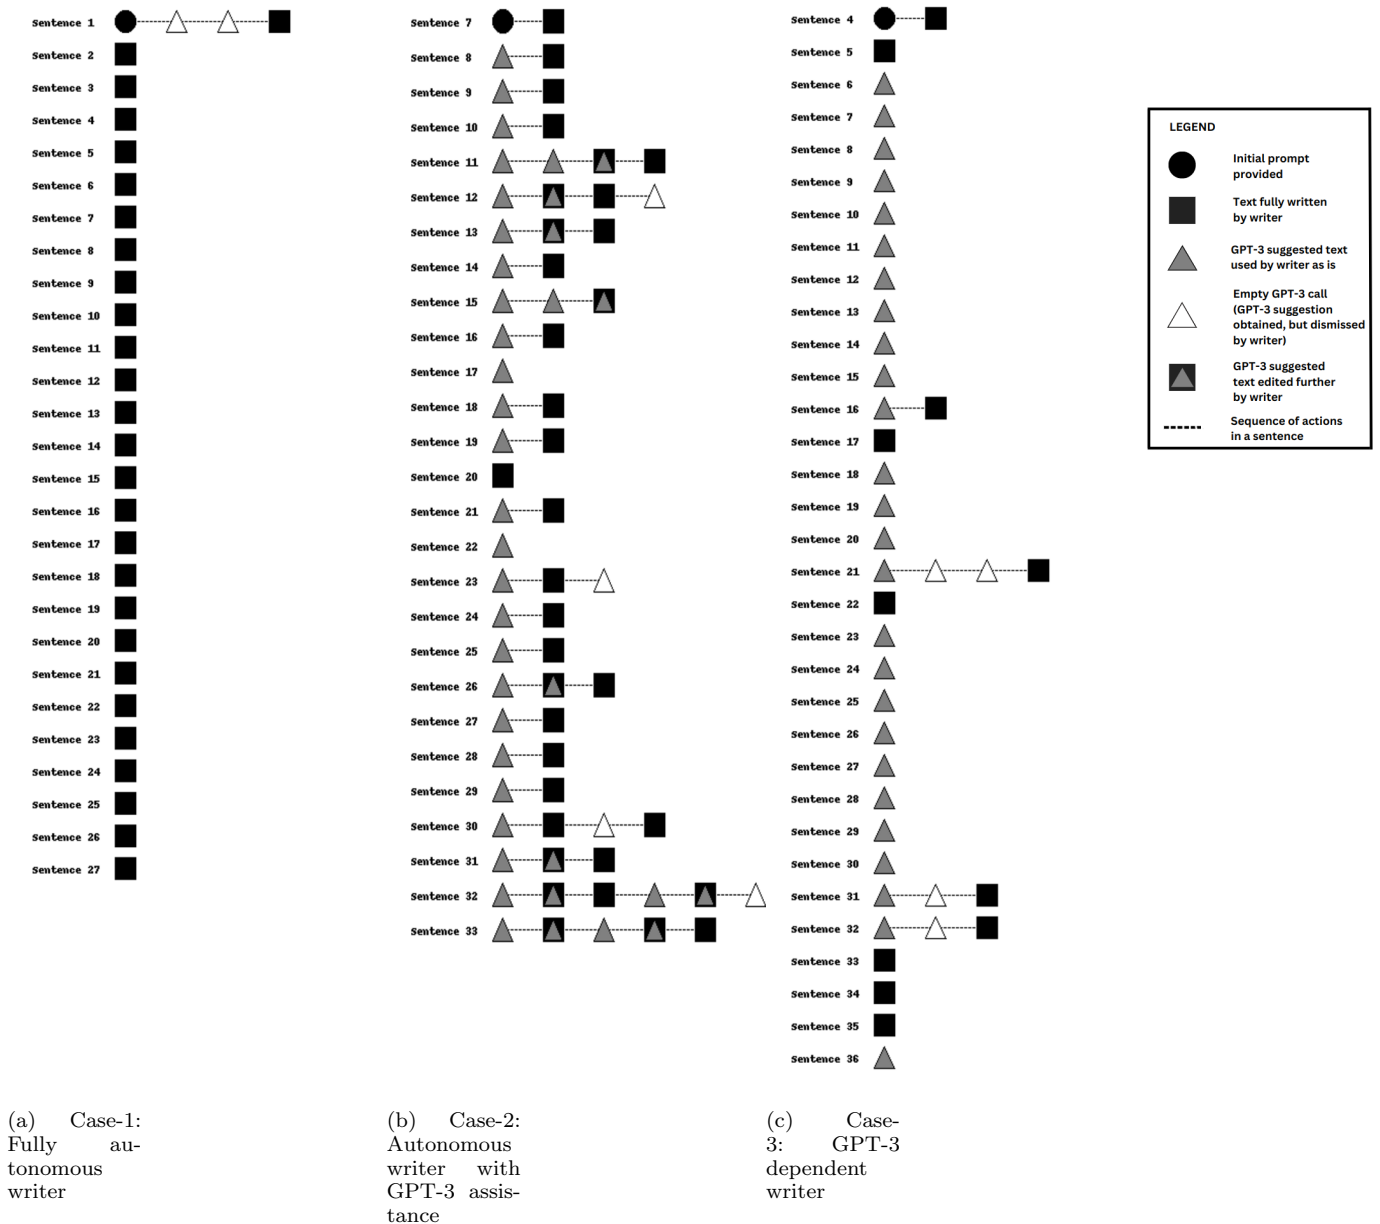 Sentence 1
Sentence 2
Sentence 3
Sentence 4
Sentence 5
Sentence 6
Sentence 7
Sentence 8
Sentence 9
Sentence 10
Sentence 11
Sentence 12
Sentence 13
Sentence 14
Sentence 15
Sentence 16
Sentence 17
Sentence 18
Sentence 19
Sentence 20
Sentence 21
Sentence 22
Sentence 23
Sentence 24
Sentence 25
Sentence 26
Sentence 27
(a) Case-1:
Fully au-
tonomous
writer
Sentence 7
Sentence 8
Sentence 9
Sentence 10
Sentence 11
Sentence 12
Sentence 13
Sentence 14
Sentence 15
Sentence 16
Sentence 17
Sentence 18
Sentence 19
Sentence 20
Sentence 21
Sentence 22
Sentence 23
Sentence 24
Sentence 25
Sentence 26
Sentence 27
Sentence 28
Sentence 29
Sentence 30
Sentence 31
Sentence 32
Sentence 33
(b) Case-2:
Autonomous
writer with
GPT-3 assis-
tance
Sentence 4
Sentence 5
Sentence 6
Sentence 7
Sentence 8
Sentence 9
Sentence 10
Sentence 11
Sentence 12
Sentence 13
Sentence 14
Sentence 15
Sentence 16
Sentence 17
Sentence 18
Sentence 19
Sentence 20
Sentence 21
Sentence 22
Sentence 23
Sentence 24
Sentence 25
Sentence 26
Sentence 27
Sentence 28
Sentence 29
Sentence 30
Sentence 31
Sentence 32
Sentence 33
Sentence 34
Sentence 35
Sentence 36
(c) Case-
3: GPT-3
dependent
writer
LEGEND
Initial prompt
provided
Text fully written
by writer
GPT-3 suggested text
used by writer as is
Empty GPT-3 call
(GPT-3 suggestion
obtained, but dismissed
by writer)
GPT-3 suggested
text edited further
by writer
Sequence of actions
in a sentence